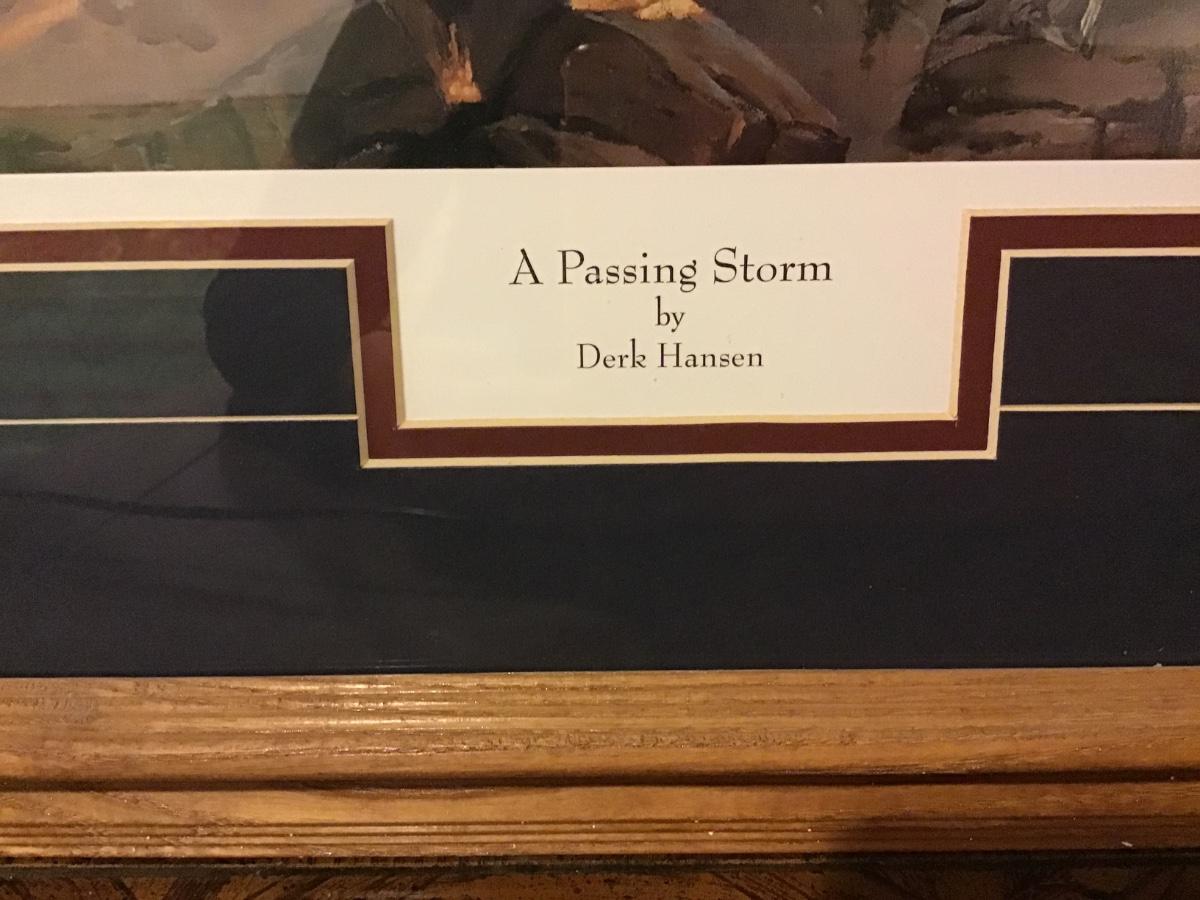 A Passing Storm
by
Derk Hansen